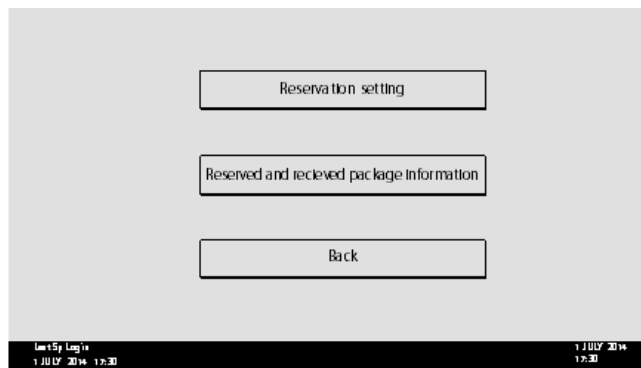 Reservation setting
Reserved and recieved package information
Back
Last Sp Login
1 JULY 2014
1 JULY 2014 17:30
17:30